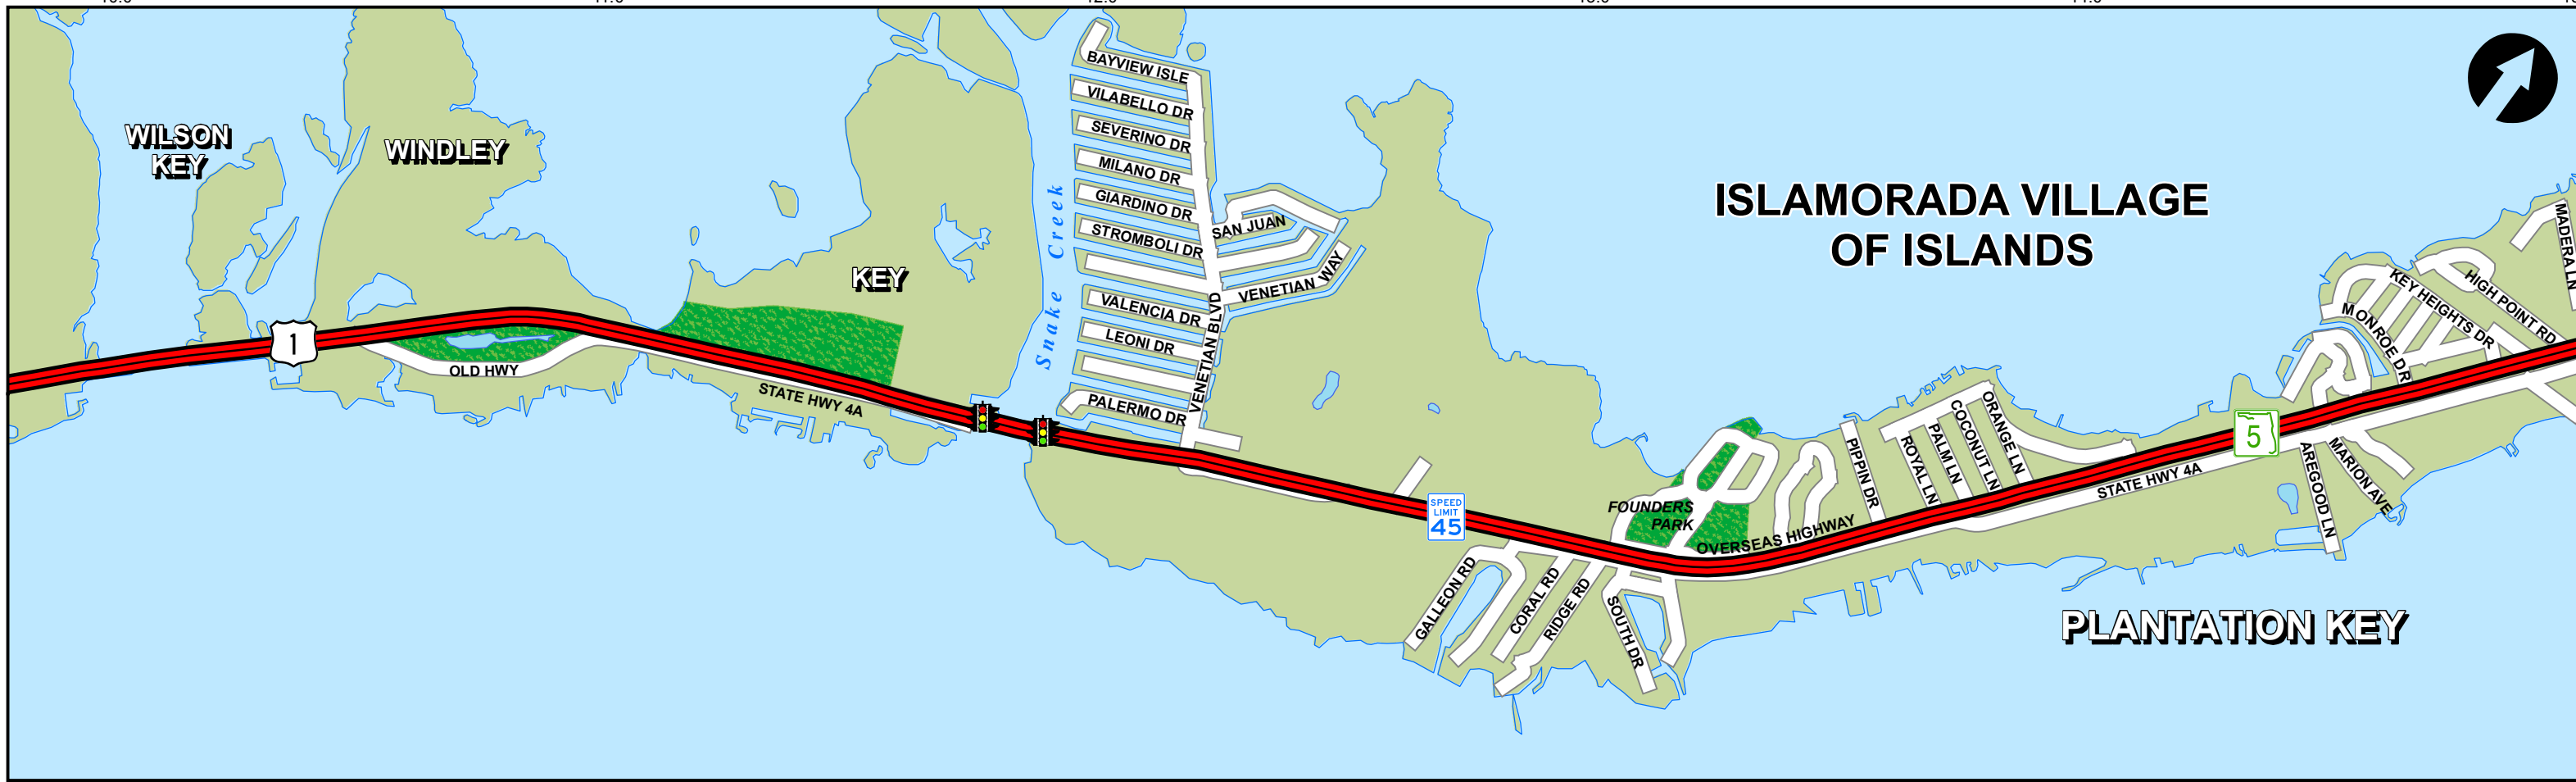 WILSON
KEY
WINDLEY
KEY
1
OLD HWY
STATE HWY 4A
Snake Creek
BAYVIEW ISLE
VILABELLO DR
SEVERINO DR
MILANO DR
GIARDINO DR
STROMBOLI DR
SAN JUAN
VENETIAN WAY
VALENCIA DR
LEONI DR
PALERMO DR
VENETIAN BLVD
ISLAMORADA VILLAGE
OF ISLANDS
SPEED
LIMIT
45
GALLEON RD
CORAL RD
RIDGE RD
SOUTH DR
FOUNDERS
PARK
OVERSEAS HIGHWAY
PIPPIN DR
ROYAL LN
PALM LN
COCONUT LN
ORANGE LN
STATE HWY 4A
5
AREGOOD LN
MARION AVE
MONROE DR
KEY HEIGHTS DR
HIGH POINT RD
MADERA LN
PLANTATION KEY